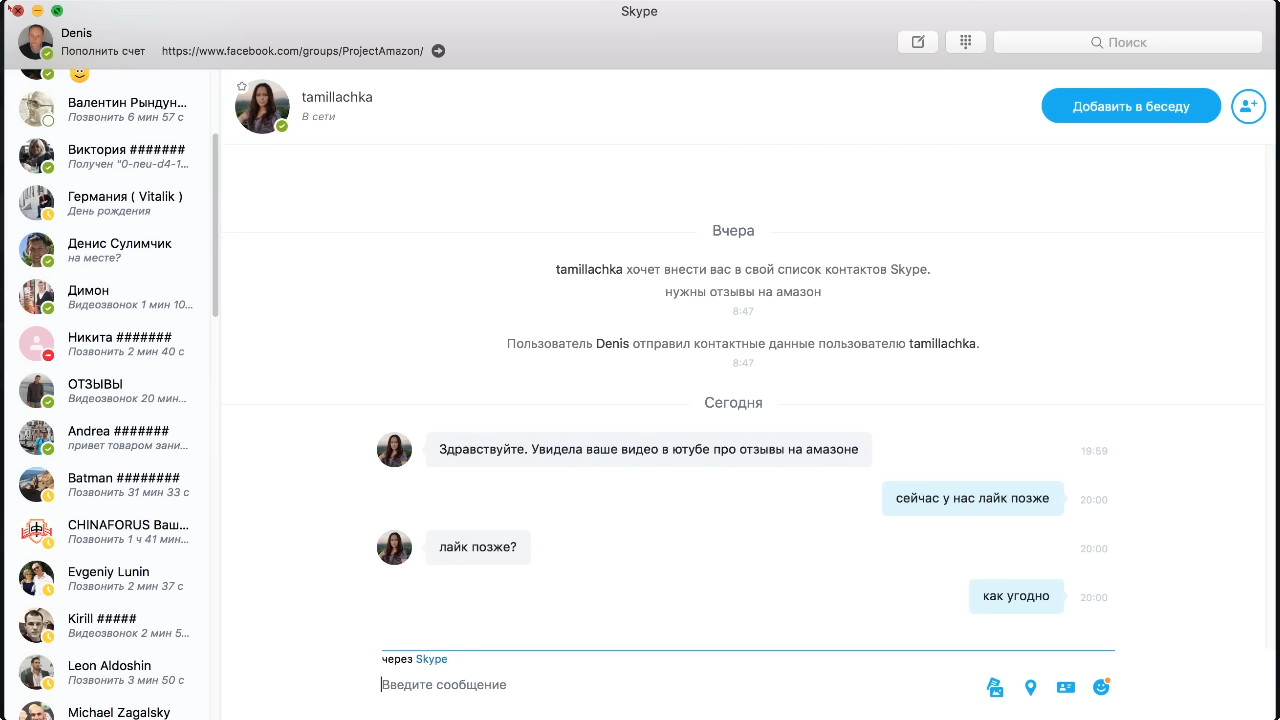 Skype
Denis
Пополнить счет https://www.facebook.com/groups/ProjectAmazon/
Поиск
Валентин Рындун...
Позвонить 6 мин 57 с
Виктория #######
Получен "0-neu-d4-1...
Германия ( Vitalik )
День рождения
Денис Сулимчик
на месте?
Димон
Видеозвонок 1 мин 10...
Никита #######
Позвонить 2 мин 40 с
ОТЗЫВЫ
Видеозвонок 20 мин...
Andrea #######
привет товаром зани...
Batman ########
Позвонить 31 мин 33 с
CHINAFORUS Ваш...
Позвонить 1 ч 41 мин...
Evgeniy Lunin
Позвонить 2 мин 37 с
Kirill #####
Видеозвонок 2 мин 5...
Leon Aldoshin
Позвонить 3 мин 50 с
Michael Zagalsky
tamillachka
В сети
Добавить в беседу
Вчера
tamillachka хочет внести вас в свой список контактов Skype.
нужны отзывы на амазон
8:47
Пользователь Denis отправил контактные данные пользователю tamillachka.
8:47
Сегодня
Здравствуйте. Увидела ваше видео в ютубе про отзывы на амазоне 19:59
сейчас у нас лайк позже 20:00
лайк позже? 20:00
как угодно 20:00
через Skype
Введите сообщение